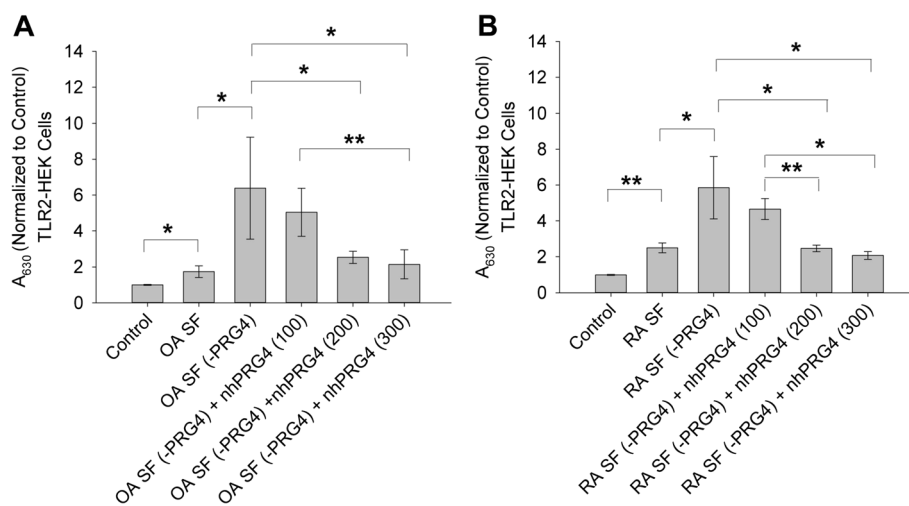 A
A630 (Normalized to Control)
TLR2-HEK Cells
14
12
10
8
6
4
2
0
*
*
*
*
**
Control
OA SF
OA SF (-PRG4)
OA SF (-PRG4) + nhPRG4 (100)
OA SF (-PRG4) +nhPRG4 (200)
OA SF (-PRG4) + nhPRG4 (300)
B
A630 (Normalized to Control)
TLR2-HEK Cells
14
12
10
8
6
4
2
0
*
*
*
*
**
**
Control
RA SF
RA SF (-PRG4)
RA SF (-PRG4) + nhPRG4 (100)
RA SF (-PRG4) + nhPRG4 (200)
RA SF (-PRG4) + nhPRG4 (300)